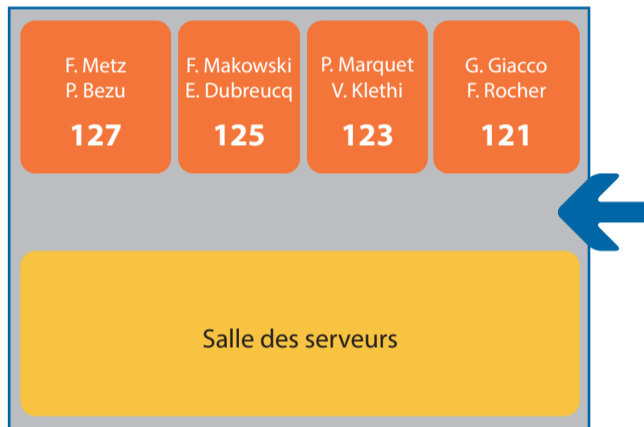 F. Metz
P. Bezu
127
F. Makowski
E. Dubreucq
125
P. Marquet
V. Klethi
123
G. Giacco
F. Rocher
121
Salle des serveurs